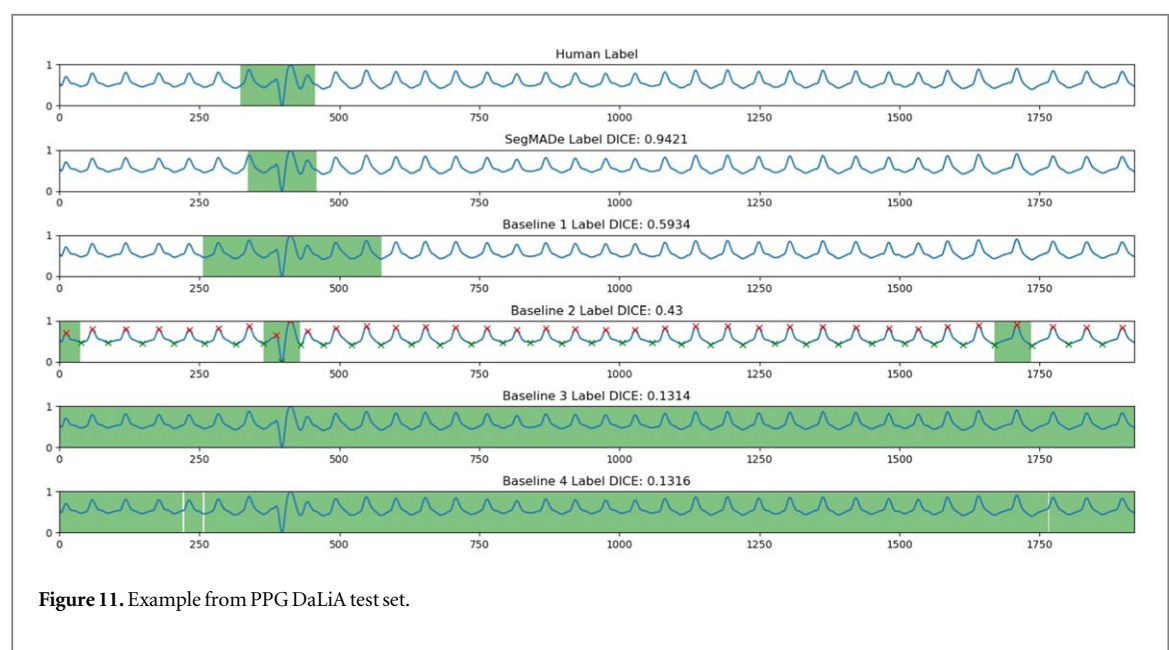 Human Label
1
0
0 250 500 750 1000 1250 1500 1750
SegMADe Label DICE: 0.9421
1
0
0 250 500 750 1000 1250 1500 1750
Baseline 1 Label DICE: 0.5934
1
0
0 250 500 750 1000 1250 1500 1750
Baseline 2 Label DICE: 0.43
1
0
0 250 500 750 1000 1250 1500 1750
Baseline 3 Label DICE: 0.1314
1
0
0 250 500 750 1000 1250 1500 1750
Baseline 4 Label DICE: 0.1316
1
0
0 250 500 750 1000 1250 1500 1750
Figure 11. Example from PPG DaLiA test set.